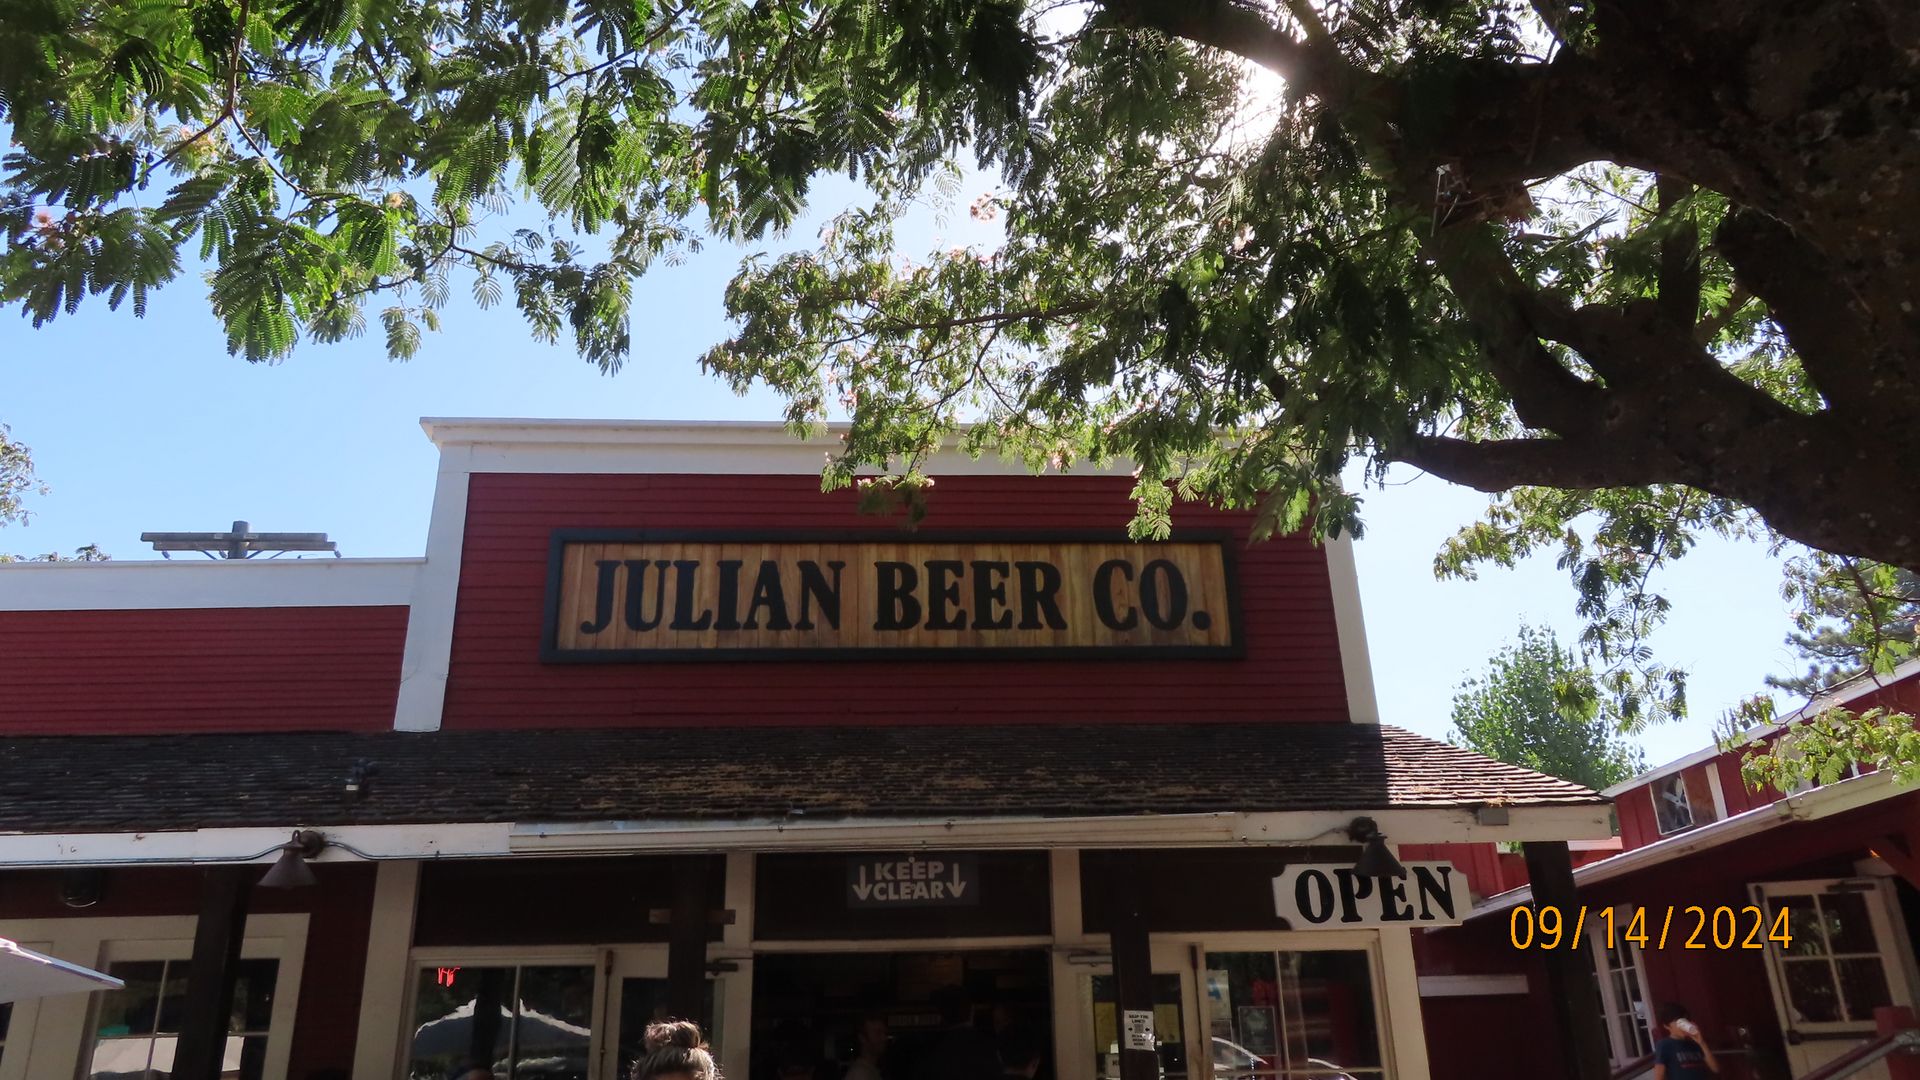 JULIAN BEER CO.
KEEP
CLEAR
OPEN
09/14/2024